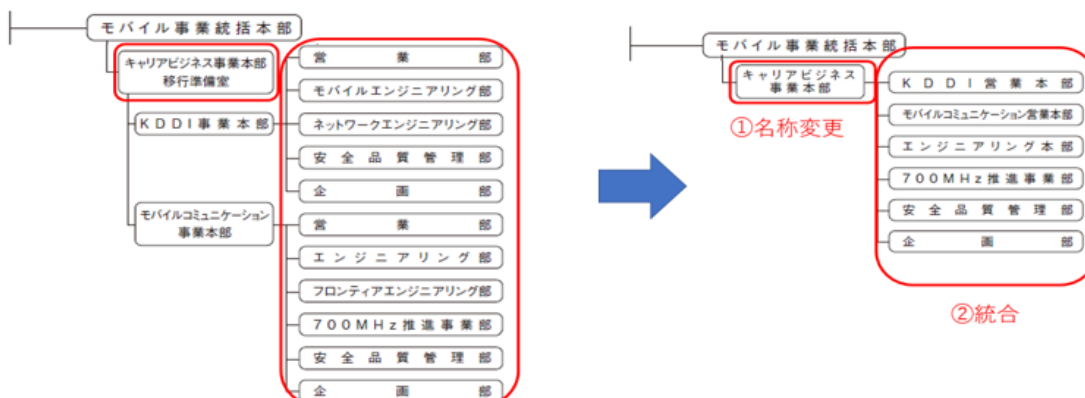 モバイル事業統括本部
キャリアビジネス事業本部
移行準備室
KDDI事業本部
営業部
モバイルエンジニアリング部
ネットワークエンジニアリング部
安全品質管理部
企画部
モバイルコミュニケーション
事業本部
営業部
エンジニアリング部
フロンティアエンジニアリング部
700MHz推進事業部
安全品質管理部
企画部
モバイル事業統括本部
キャリアビジネス
事業本部
①名称変更
KDDI営業本部
モバイルコミュニケーション営業本部
エンジニアリング本部
700MHz推進事業部
安全品質管理部
企画部
②統合